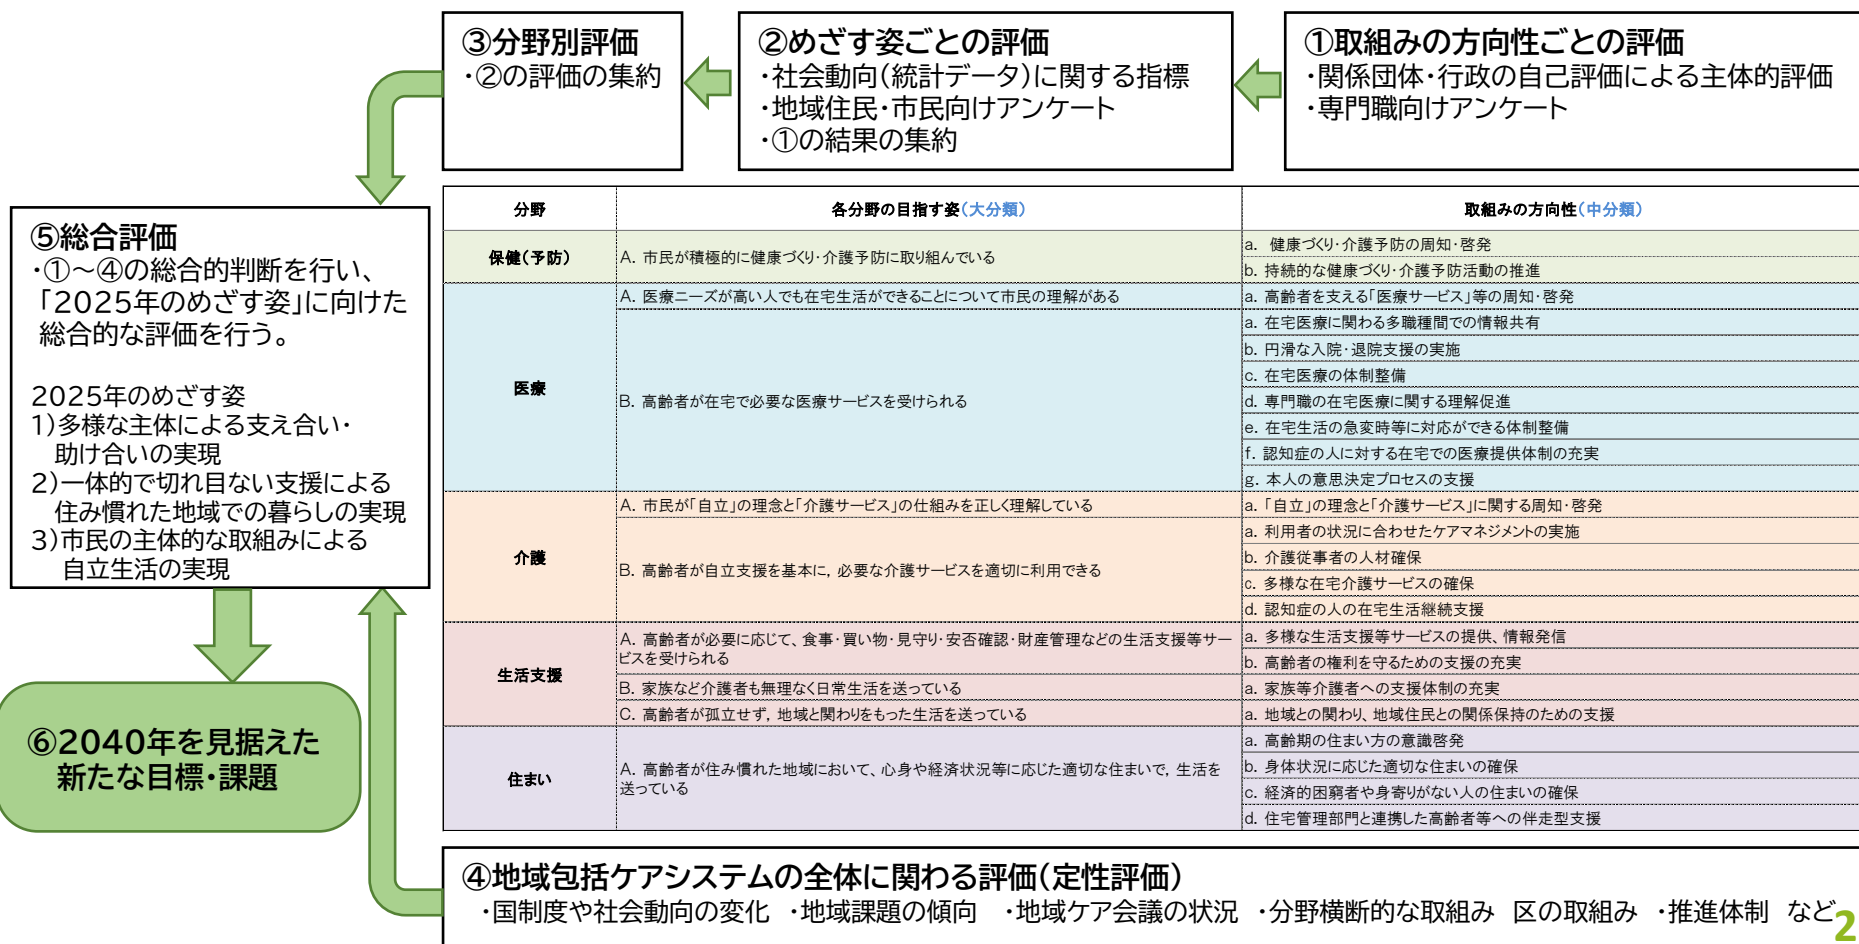 ③分野別評価
・②の評価の集約
②めざす姿ごとの評価
・社会動向(統計データ)に関する指標
・地域住民・市民向けアンケート
・①の結果の集約
①取組みの方向性ごとの評価
・関係団体・行政の自己評価による主体的評価
・専門職向けアンケート
⑤総合評価
・①～④の総合的判断を行い、
「2025年のめざす姿」に向けた
総合的な評価を行う。
2025年のめざす姿
1)多様な主体による支え合い・
助け合いの実現
2)一体的で切れ目ない支援による
住み慣れた地域での暮らしの実現
3)市民の主体的な取組みによる
自立生活の実現
⑥2040年を見据えた
新たな目標・課題
分野 各分野の目指す姿(大分類) 取組みの方向性(中分類)
保健(予防) A. 市民が積極的に健康づくり・介護予防に取り組んでいる
a. 健康づくり・介護予防の周知・啓発
b. 持続的な健康づくり・介護予防活動の推進
医療
A. 医療ニーズが高い人でも在宅生活ができることについて市民の理解がある
a. 高齢者を支える「医療サービス」等の周知・啓発
B. 高齢者が在宅で必要な医療サービスを受けられる
a. 在宅医療に関わる多職種間での情報共有
b. 円滑な入院・退院支援の実施
c. 在宅医療の体制整備
d. 専門職の在宅医療に関する理解促進
e. 在宅生活の急変時等に対応ができる体制整備
f. 認知症の人に対する在宅での医療提供体制の充実
g. 本人の意思決定プロセスの支援
介護
A. 市民が「自立」の理念と「介護サービス」の仕組みを正しく理解している
a. 「自立」の理念と「介護サービス」に関する周知・啓発
B. 高齢者が自立支援を基本に, 必要な介護サービスを適切に利用できる
a. 利用者の状況に合わせたケアマネジメントの実施
b. 介護従事者の人材確保
c. 多様な在宅介護サービスの確保
d. 認知症の人の在宅生活継続支援
生活支援
A. 高齢者が必要に応じて、食事・買い物・見守り・安否確認・財産管理などの生活支援等サー
ビスを受けられる
a. 多様な生活支援等サービスの提供、情報発信
b. 高齢者の権利を守るための支援の充実
B. 家族など介護者も無理なく日常生活を送っている
a. 家族等介護者への支援体制の充実
C. 高齢者が孤立せず, 地域と関わりをもった生活を送っている
a. 地域との関わり、地域住民との関係保持のための支援
住まい
A. 高齢者が住み慣れた地域において、心身や経済状況等に応じた適切な住まいで, 生活を
送っている
a. 高齢期の住まい方の意識啓発
b. 身体状況に応じた適切な住まいの確保
c. 経済的困窮者や身寄りがない人の住まいの確保
d. 住宅管理部門と連携した高齢者等への伴走型支援
④地域包括ケアシステムの全体に関わる評価(定性評価)
・国制度や社会動向の変化 ・地域課題の傾向 ・地域ケア会議の状況 ・分野横断的な取組み 区の取組み ・推進体制 など
2